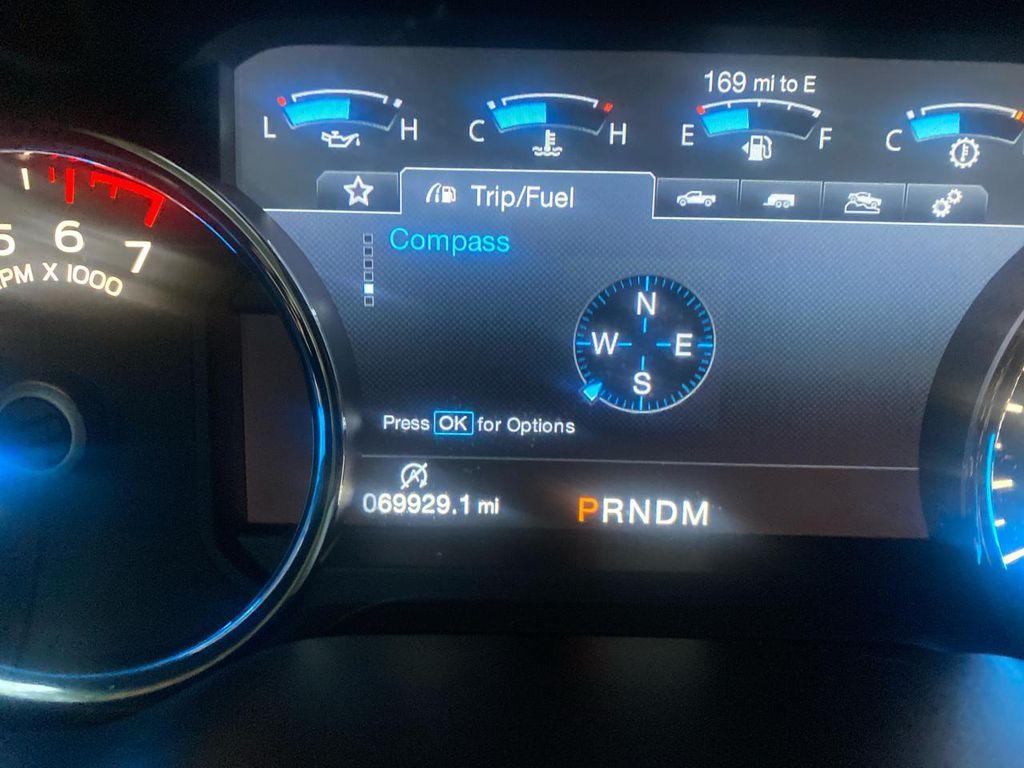 169 mi to E
L H C H E F C
Trip/Fuel
Compass
N
W E
S
Press OK for Options
069929.1 mi
PRNDM
5 6 7
RPM X 1000